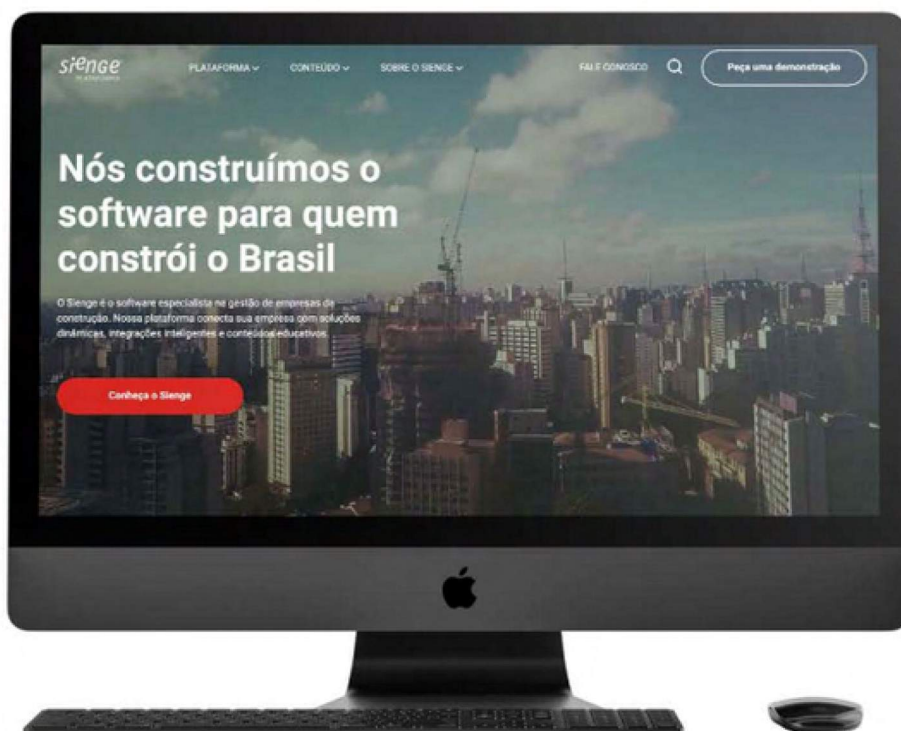 sienge
PLATAFORMA
PLATAFORMA CONTEÚDO SOBRE O SIENGE FALE CONOSCO Peça uma demonstração
Nós construímos o
software para quem
constrói o Brasil
O Sienge é o software especialista na gestão de empresas da
construção. Nossa plataforma conecta sua empresa com soluções
dinâmicas, integrações inteligentes e conteúdos educativos.
Conheça o Sienge